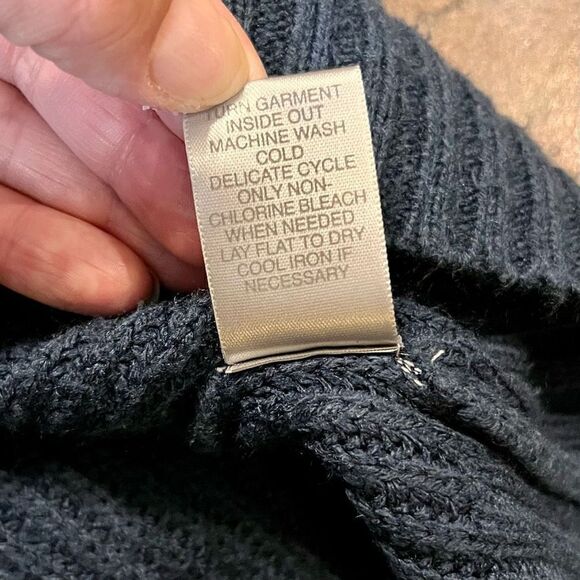 TURN GARMENT
INSIDE OUT
MACHINE WASH
COLD
DELICATE CYCLE
ONLY NON-
CHLORINE BLEACH
WHEN NEEDED
LAY FLAT TO DRY
COOL IRON IF
NECESSARY